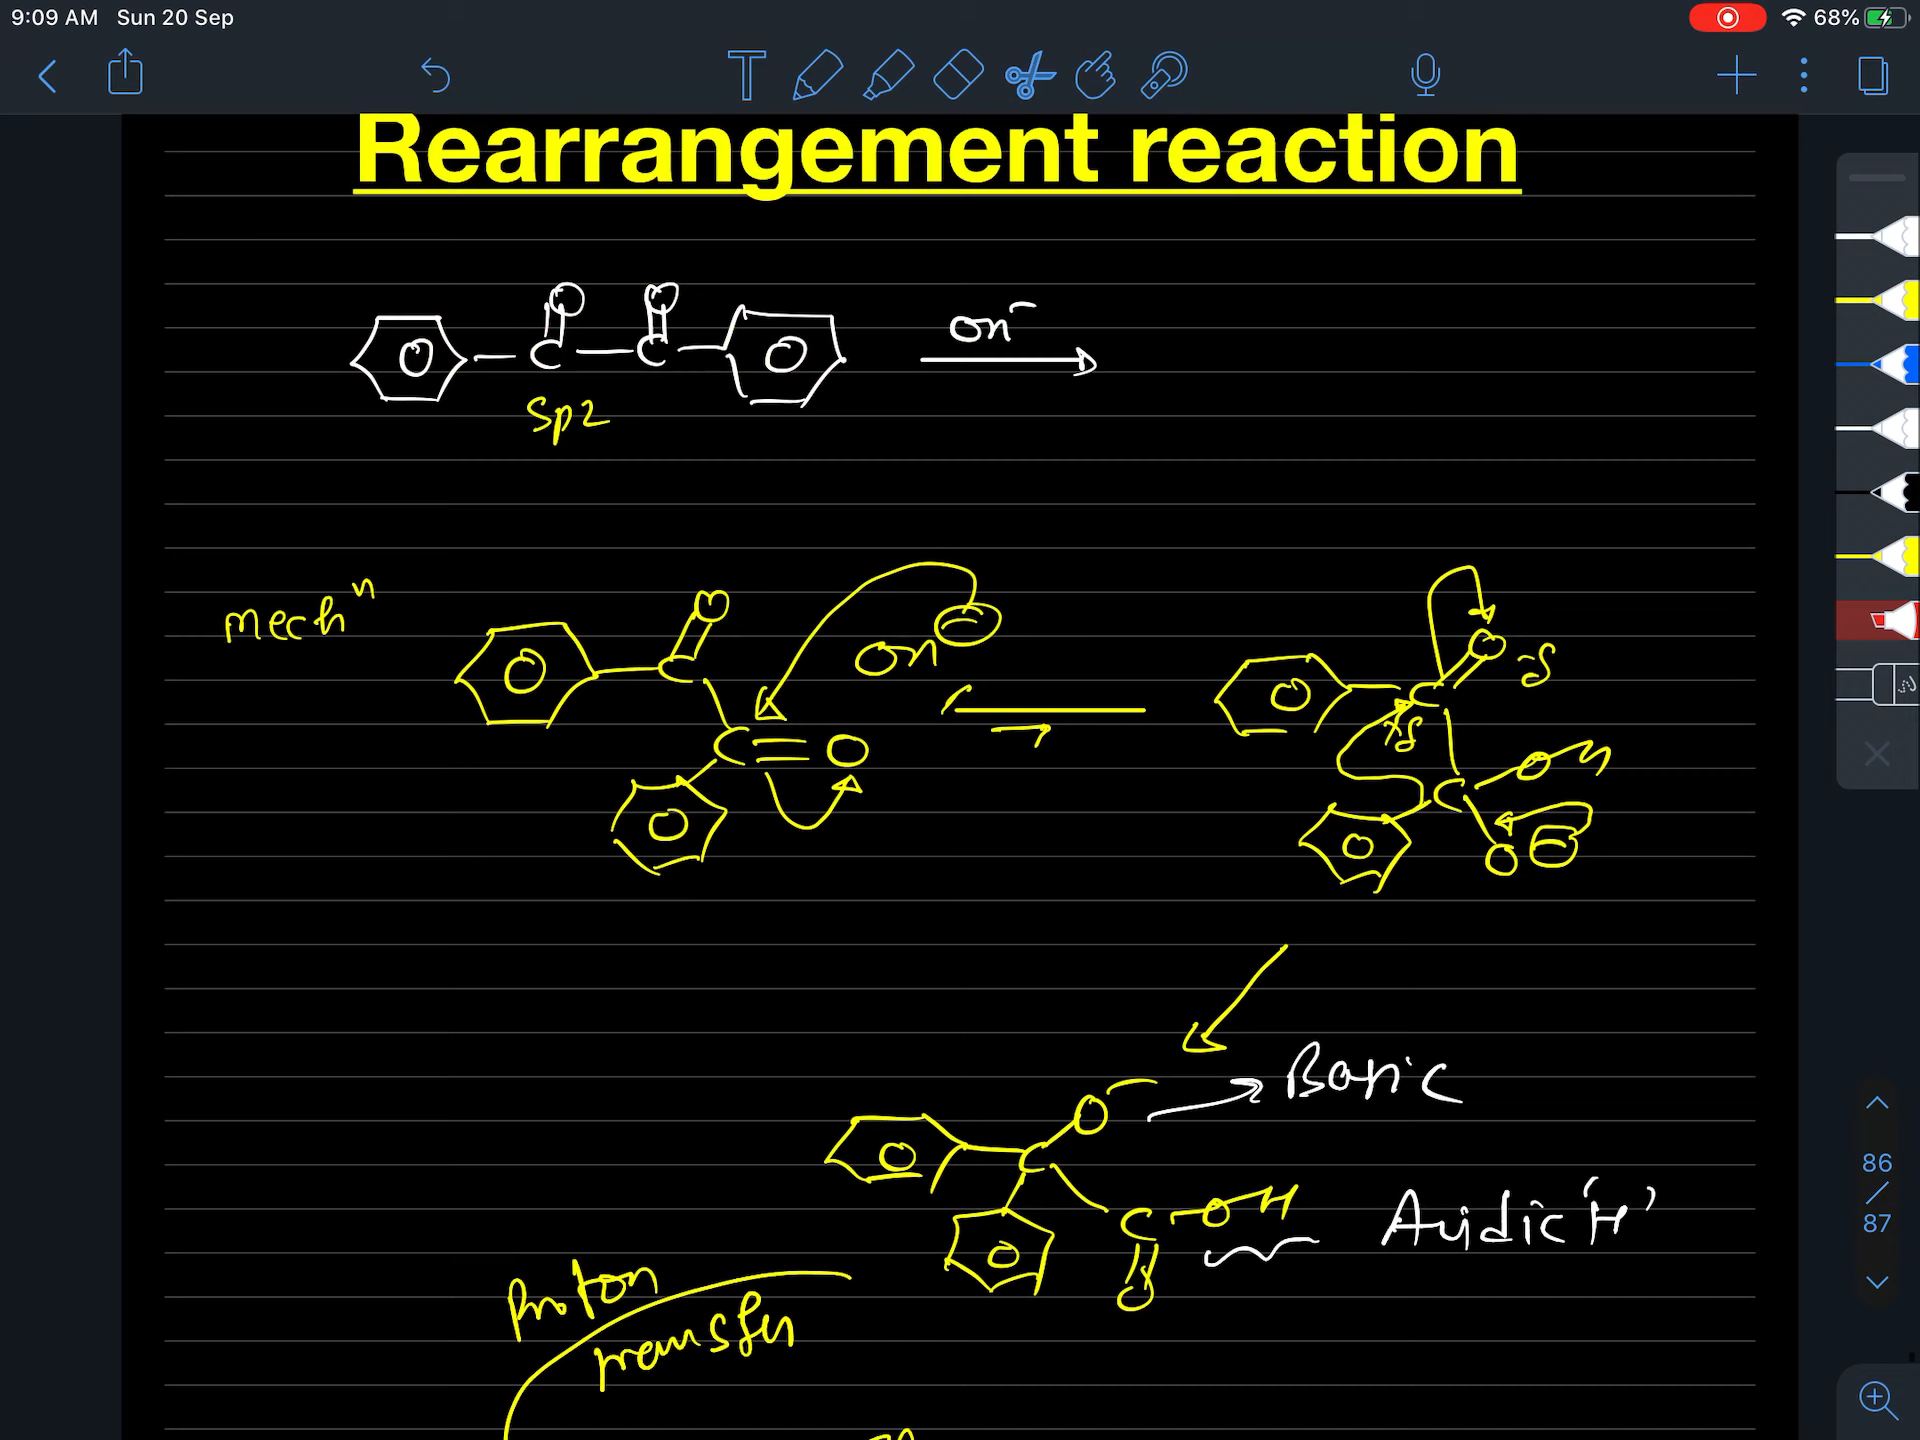 9:09 AM Sun 20 Sep 68%
Rearrangement reaction
O O
C C OH⁻
Sp2
mechⁿ
O OH⁻ O -δ
C C +δ
C O C OH
O⁻
O⁻ Basic
C
C OH Acidic 'H'
O
Proton
transfer
86
/
87